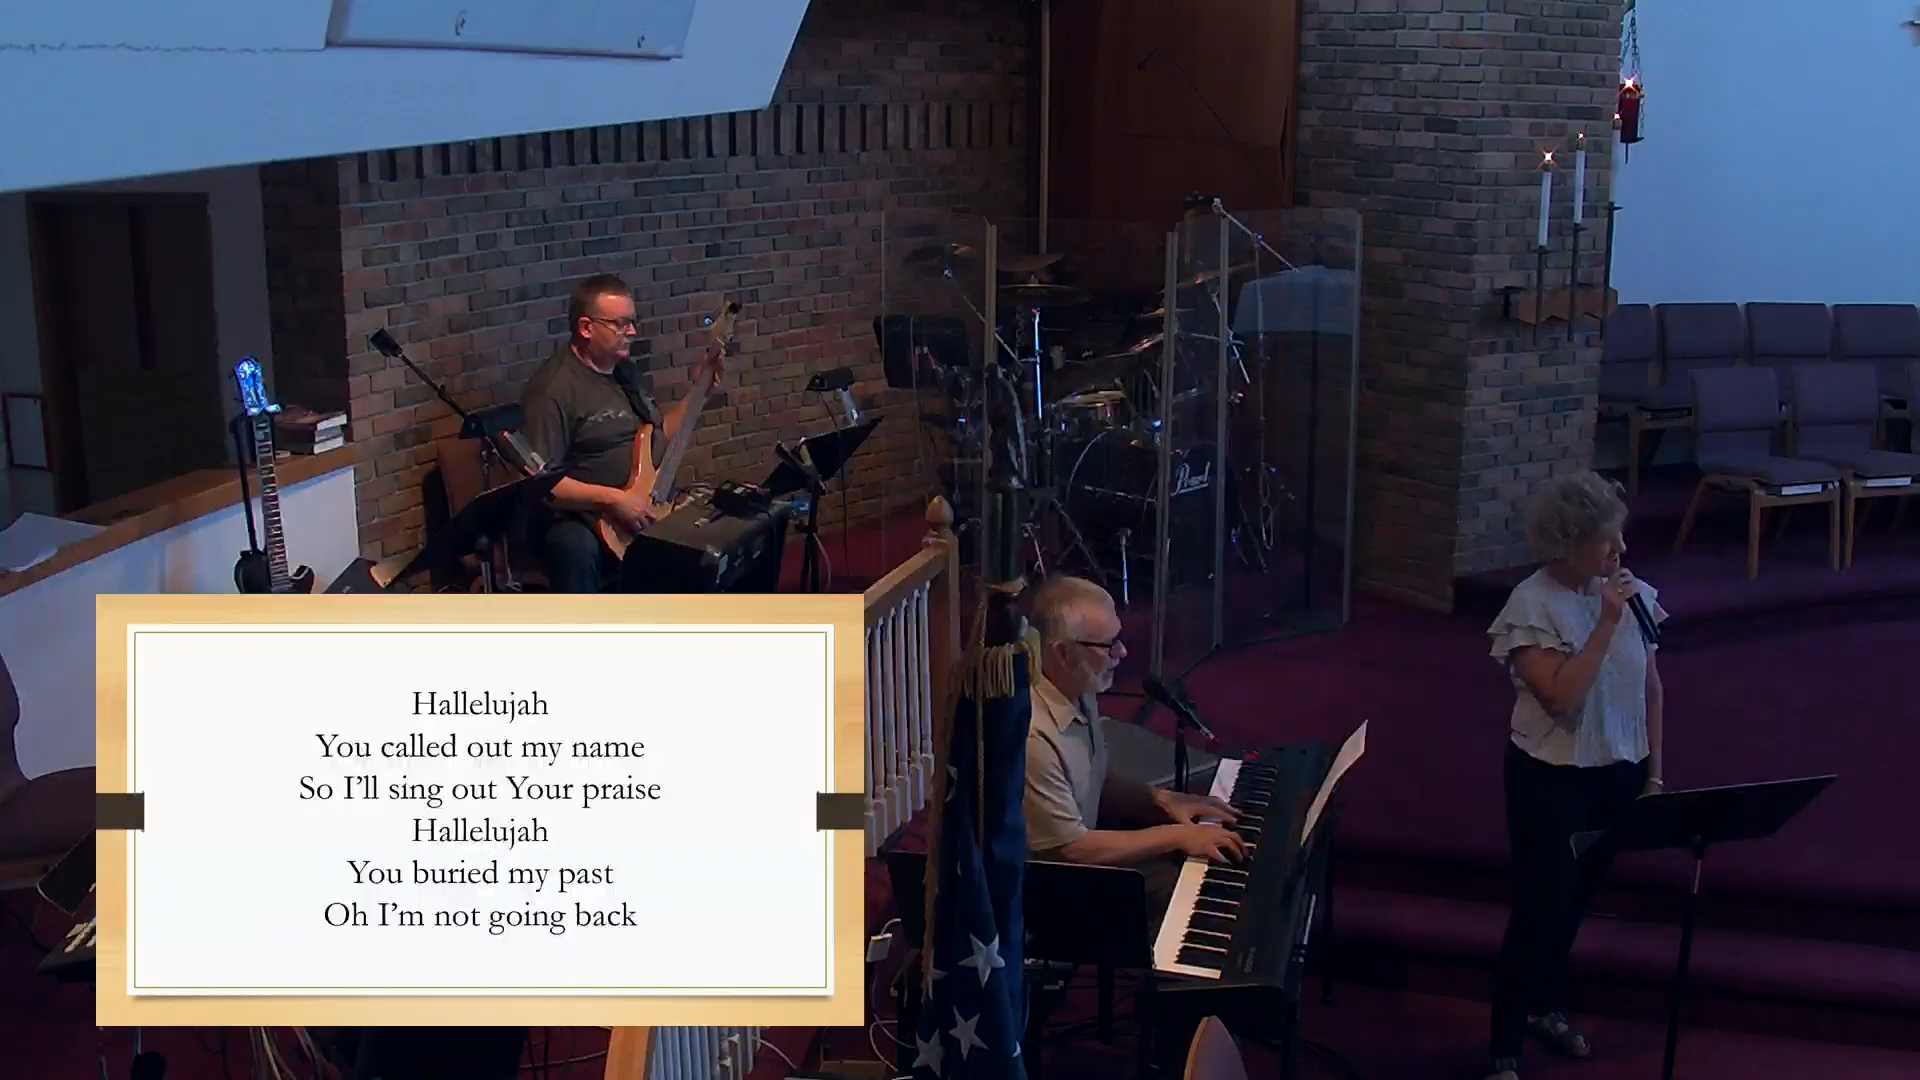 Hallelujah
You called out my name
So I'll sing out Your praise
Hallelujah
You buried my past
Oh I'm not going back
Pearl